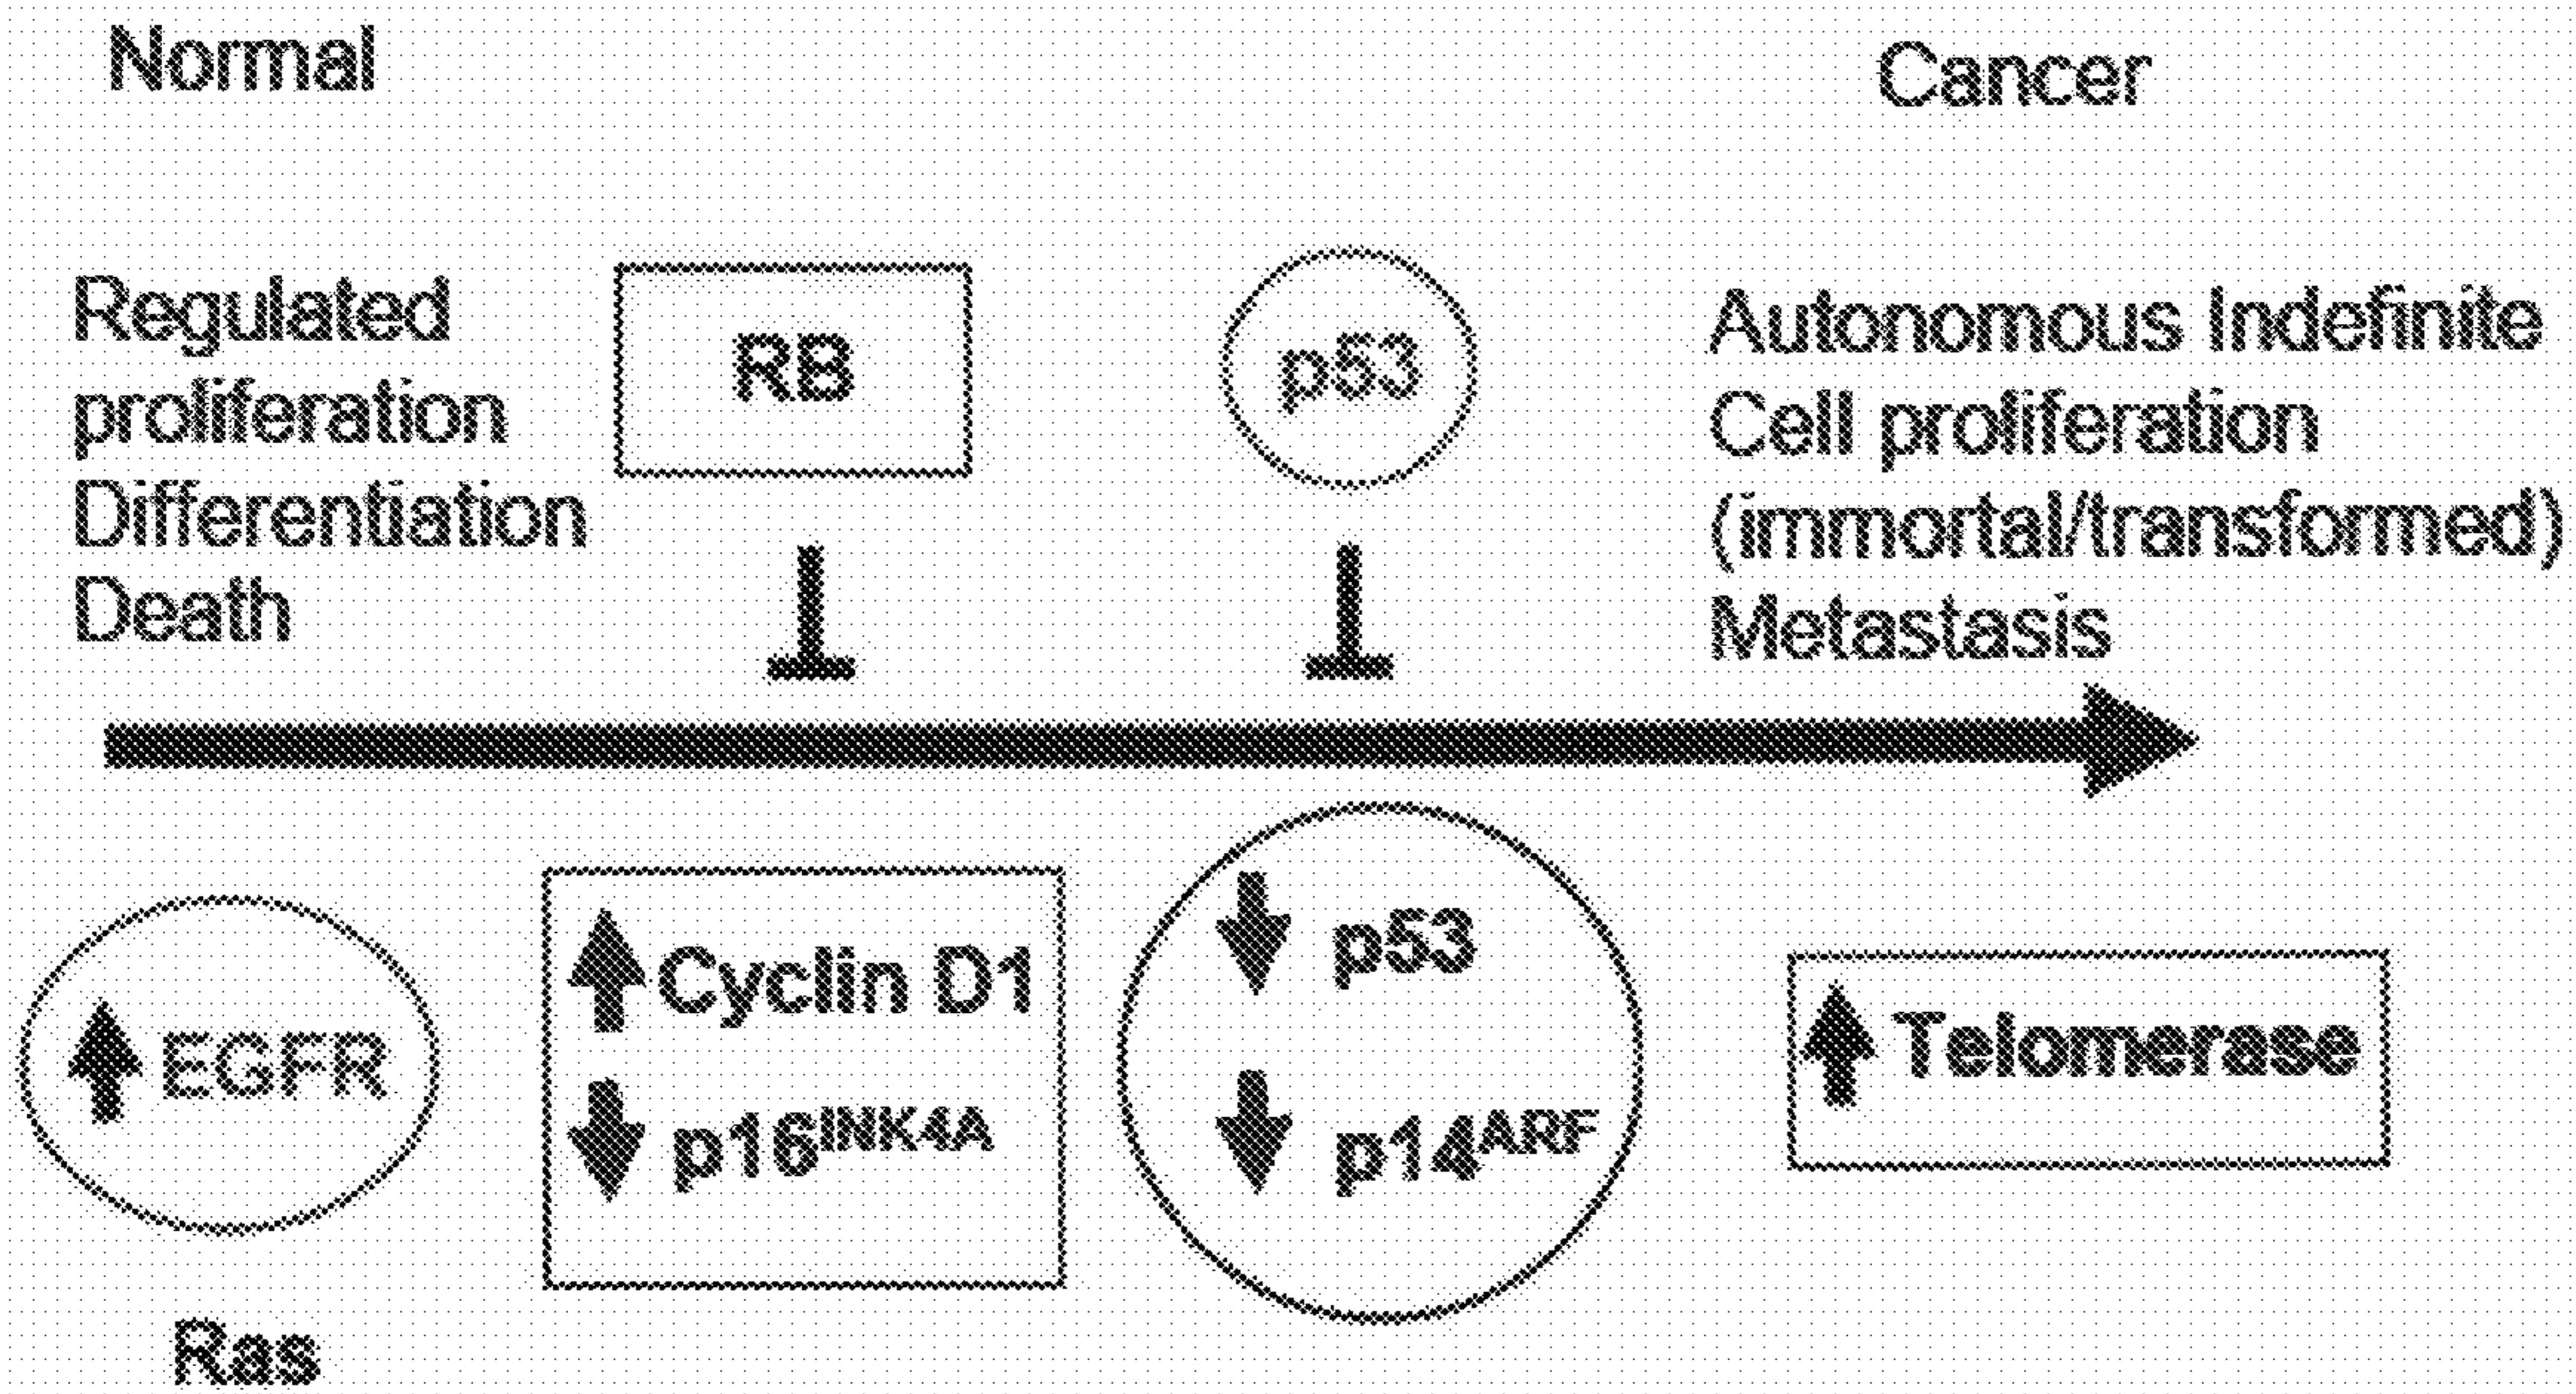 Normal
Cancer
Regulated
proliferation
Differentiation
Death
RB
p53
Autonomous Indefinite
Cell proliferation
(immortal/transformed)
Metastasis
EGFR
Ras
Cyclin D1
p16INK4A
p53
p14ARF
Telomerase